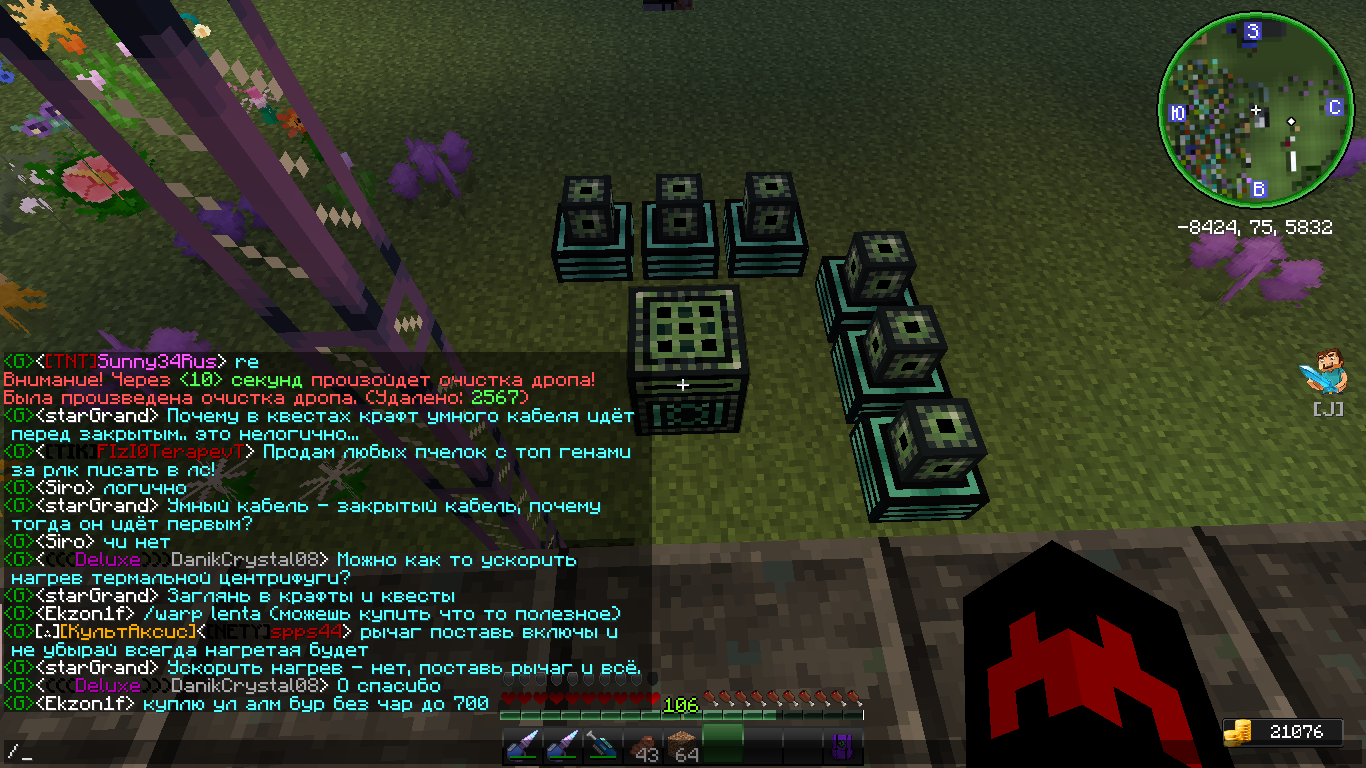 З
Ю
С
В
-8424, 75, 5832
[J]
<G><[TNT]Sunny34Rus> re
Внимание! Через <10> секунд произойдет очистка дропа!
Была произведена очистка дропа. (Удалено: 2567)
<G><starGrand> Почему в квестах крафт умного кабеля идёт
перед закрытым.. это нелогично...
<G><[TIK]FIzI0TerapevT> Продам любых пчелок с топ генами
за рлк писать в лс!
<G><Siro> логично
<G><starGrand> Умный кабель - закрытый кабель, почему
тогда он идёт первым?
<G><Siro> чи нет
<G><(((Deluxe)))DanikCrystal08> Можно как то ускорить
нагрев термальной центрифуги?
<G><starGrand> Заглянь в крафты и квесты
<G><Ekzon1f> /warp lenta (можешь купить что то полезное)
<G>[∴][КультАксис]<[NETY]spps44> рычаг поставь включы и
не убирай всегда нагретая будет
<G><starGrand> Ускорить нагрев - нет, поставь рычаг и всё.
<G><(((Deluxe)))DanikCrystal08> О спасибо
<G><Ekzon1f> куплю ул алм бур без чар до 700
106
43
64
21076
/_